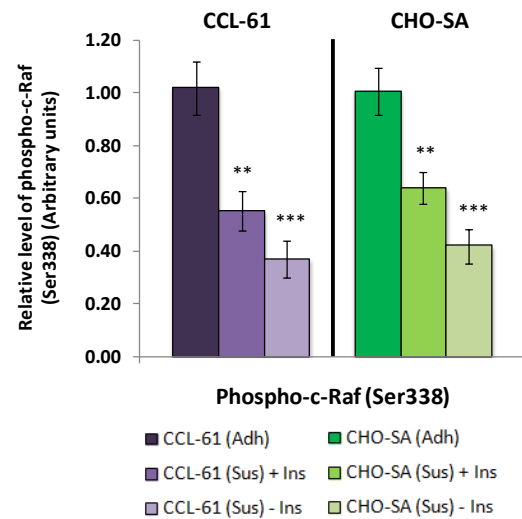 CCL-61 CHO-SA
Relative level of phospho-c-Raf
(Ser338) (Arbitrary units)
1.20
1.00
0.80
0.60
0.40
0.20
0.00
** ***
** ***
Phospho-c-Raf (Ser338)
CCL-61 (Adh) CHO-SA (Adh)
CCL-61 (Sus) + Ins CHO-SA (Sus) + Ins
CCL-61 (Sus) - Ins CHO-SA (Sus) - Ins